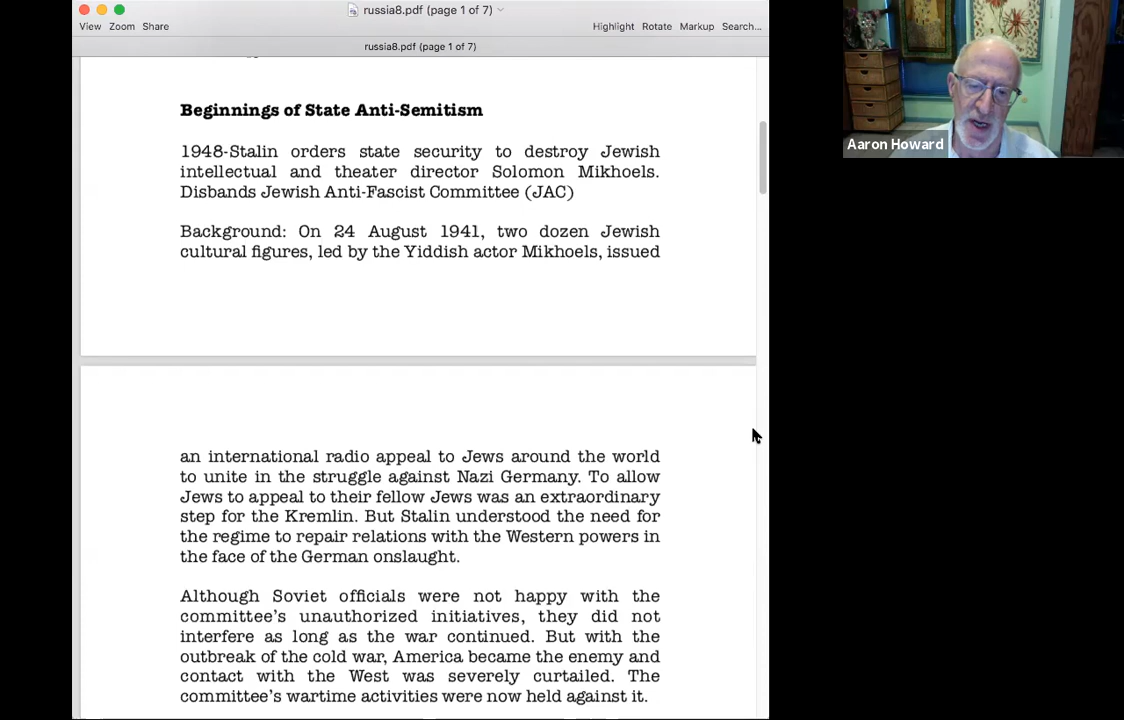 russia8.pdf (page 1 of 7)
View Zoom Share
Highlight Rotate Markup Search...
russia8.pdf (page 1 of 7)
Aaron Howard
Beginnings of State Anti-Semitism
1948-Stalin orders state security to destroy Jewish
intellectual and theater director Solomon Mikhoels.
Disbands Jewish Anti-Fascist Committee (JAC)
Background: On 24 August 1941, two dozen Jewish
cultural figures, led by the Yiddish actor Mikhoels, issued
an international radio appeal to Jews around the world
to unite in the struggle against Nazi Germany. To allow
Jews to appeal to their fellow Jews was an extraordinary
step for the Kremlin. But Stalin understood the need for
the regime to repair relations with the Western powers in
the face of the German onslaught.
Although Soviet officials were not happy with the
committee's unauthorized initiatives, they did not
interfere as long as the war continued. But with the
outbreak of the cold war, America became the enemy and
contact with the West was severely curtailed. The
committee's wartime activities were now held against it.